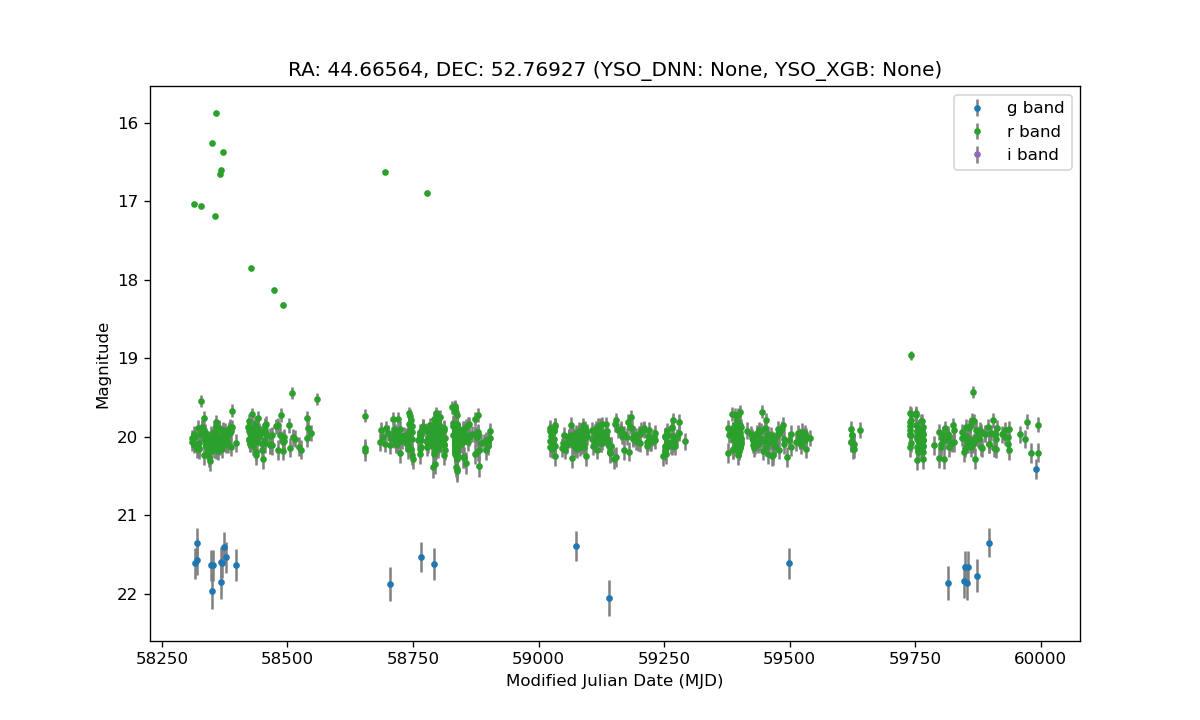 RA: 44.66564, DEC: 52.76927 (YSO_DNN: None, YSO_XGB: None)
g band
r band
i band
16
17
18
19
20
21
22
Magnitude
58250 58500 58750 59000 59250 59500 59750 60000
Modified Julian Date (MJD)